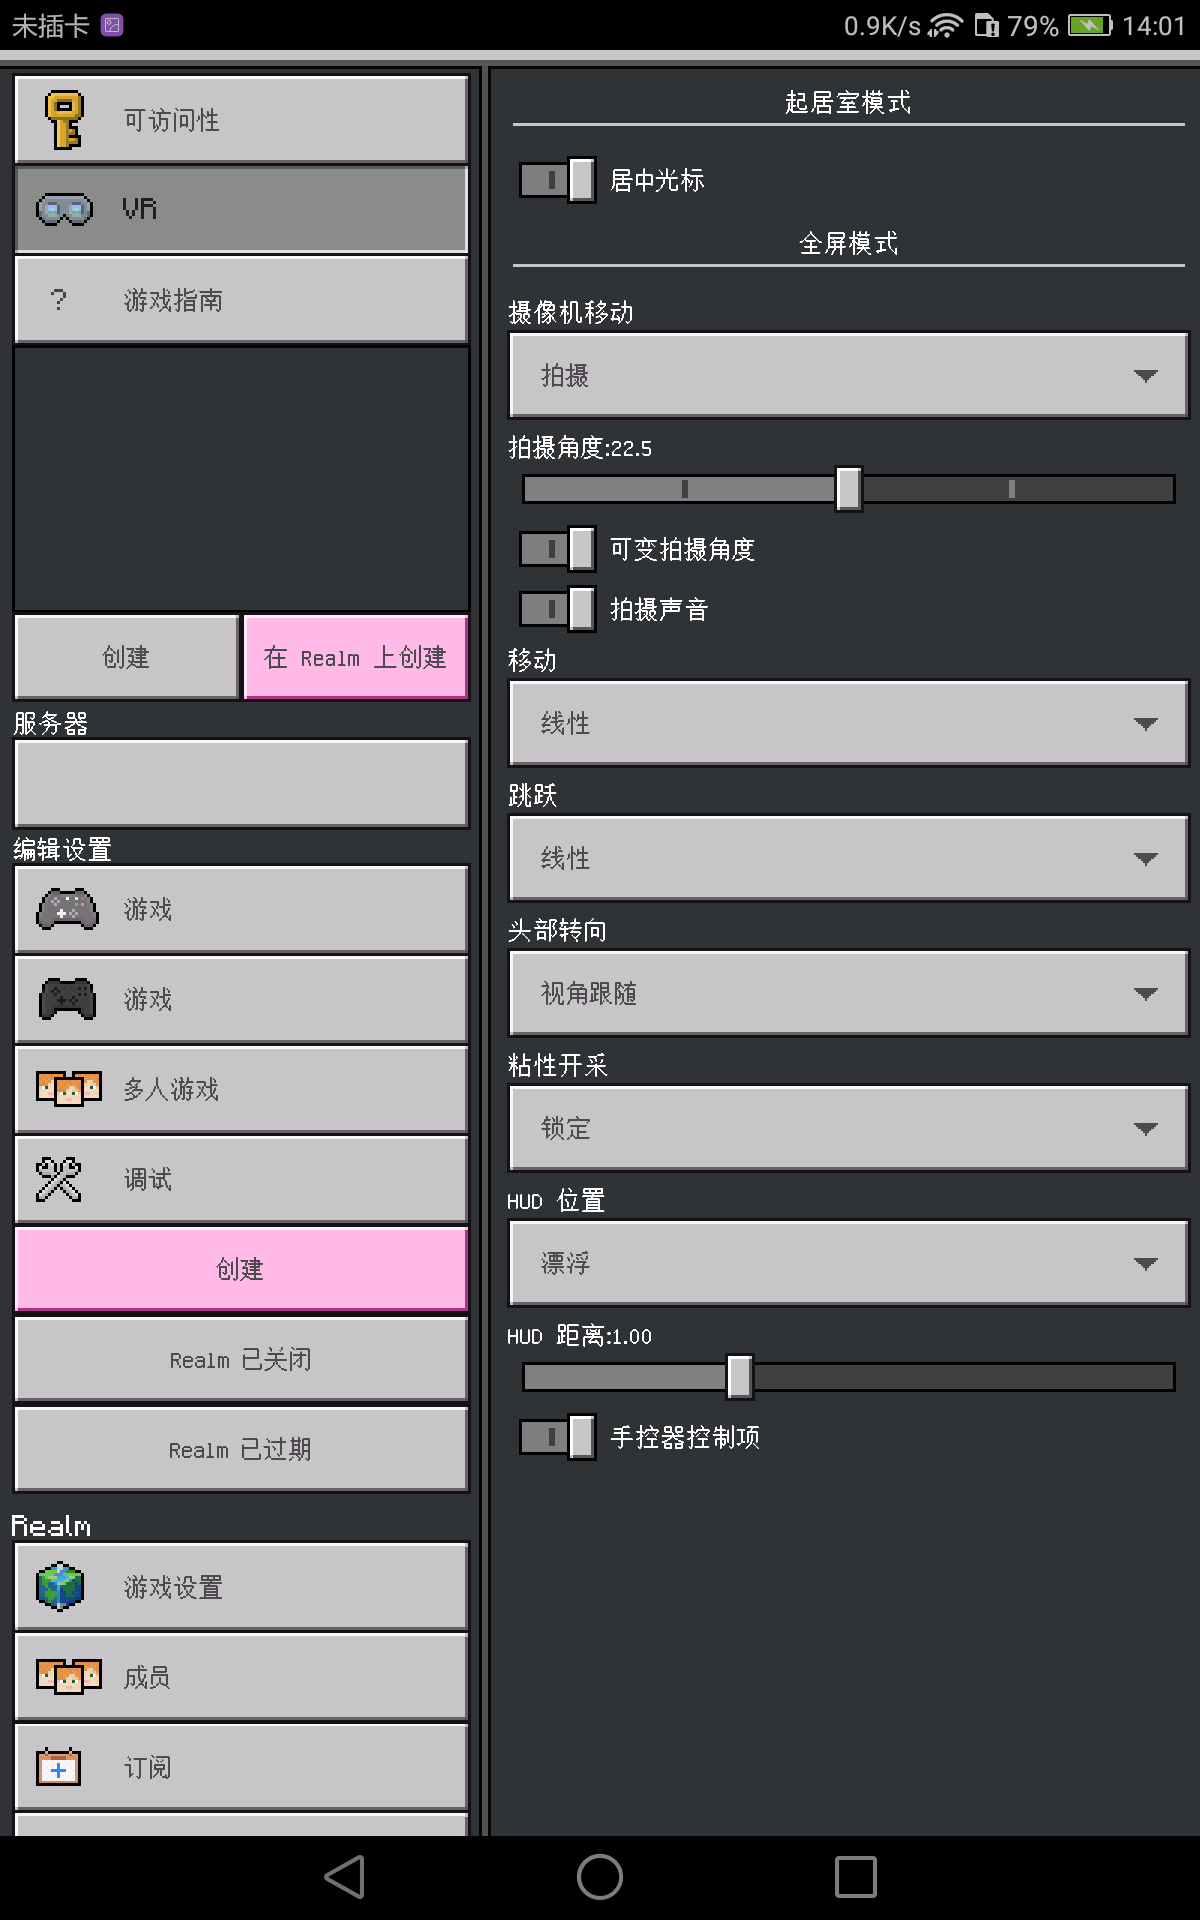 未插卡
0.9K/s 79% 14:01
可访问性
VR
? 游戏指南
创建
在 Realm 上创建
服务器
编辑设置
游戏
游戏
多人游戏
调试
创建
Realm 已关闭
Realm 已过期
Realm
游戏设置
成员
订阅
起居室模式
居中光标
全屏模式
摄像机移动
拍摄
拍摄角度:22.5
可变拍摄角度
拍摄声音
移动
线性
跳跃
线性
头部转向
视角跟随
粘性开采
锁定
HUD 位置
漂浮
HUD 距离:1.00
手控器控制项